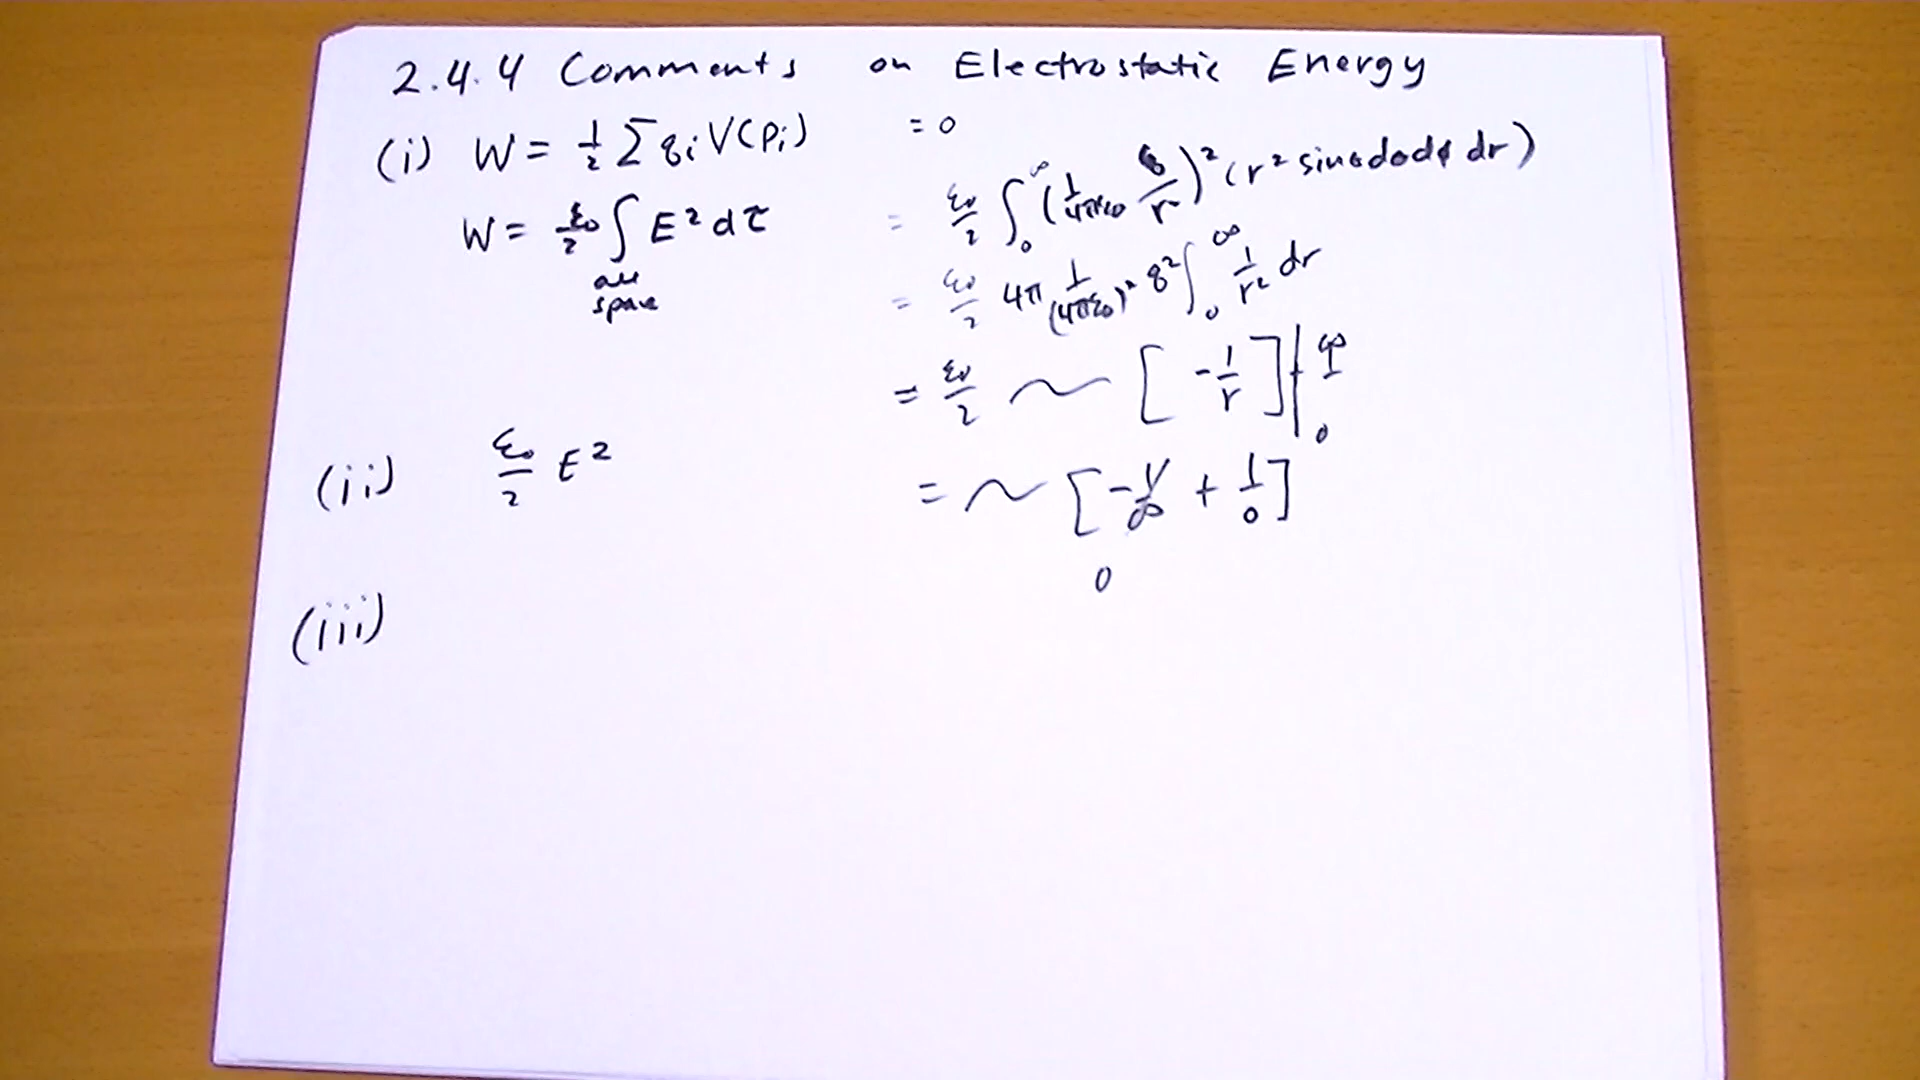 2.4.4 Comments on Electrostatic Energy
(i) W = 1/2 Σ qᵢ V(Pᵢ) = 0
W = ε₀/2 ∫ E² dτ
all
space
= ε₀/2 ∫₀^∞ (1/4πε₀ q/r)² (r² sinθ dθ dφ dr)
= ε₀/2 4π 1/(4πε₀)² q² ∫₀^∞ 1/r² dr
= ε₀/2 ~ [-1/r] |₀^∞
= ~ [-1/∞ + 1/0]
0
(ii) ε₀/2 E²
(iii)